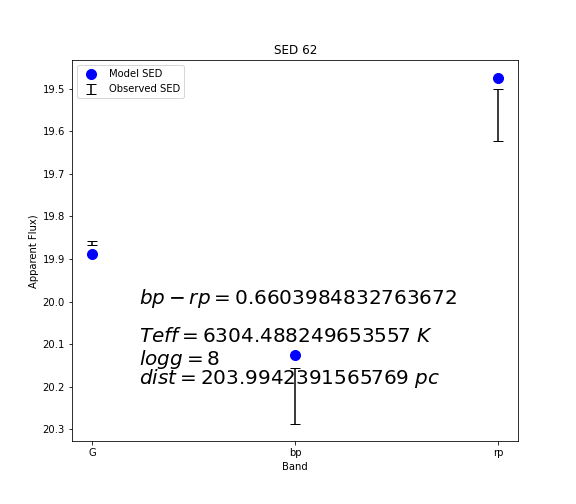 SED 62
Model SED
Observed SED
19.5
19.6
19.7
19.8
19.9
20.0
20.1
20.2
20.3
Apparent Flux)
bp − rp = 0.6603984832763672
Teff = 6304.488249653557 K
logg = 8
dist = 203.9942391565769 pc
G bp rp
Band